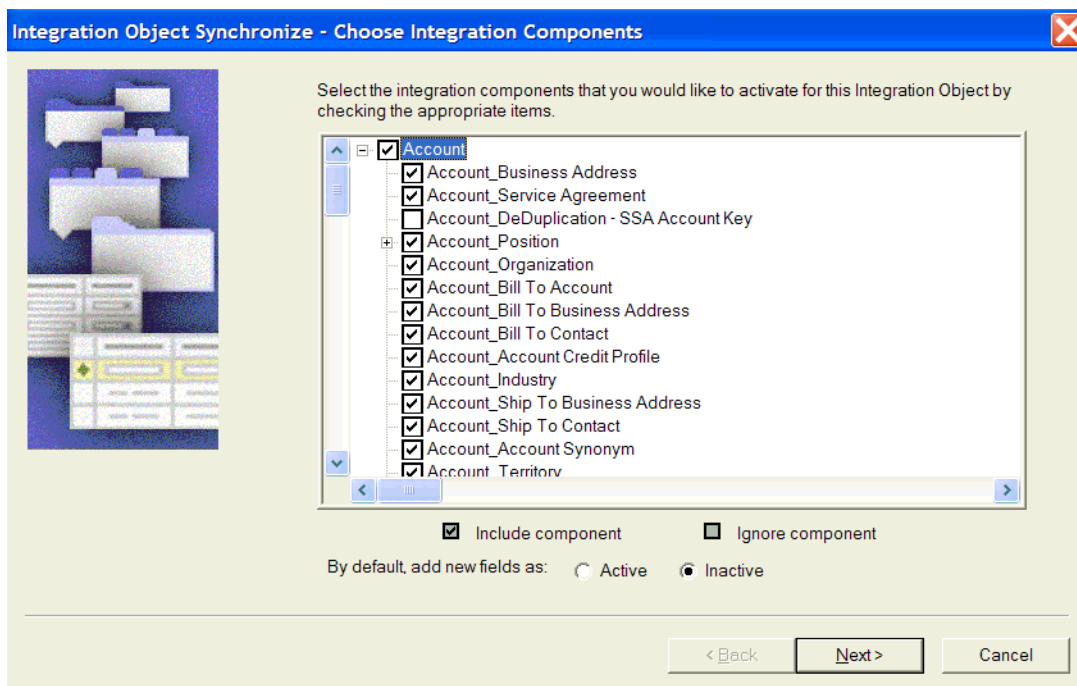 Integration Object Synchronize - Choose Integration Components
Select the integration components that you would like to activate for this Integration Object by
checking the appropriate items.
Account
Account_Business Address
Account_Service Agreement
Account_DeDuplication - SSA Account Key
Account_Position
Account_Organization
Account_Bill To Account
Account_Bill To Business Address
Account_Bill To Contact
Account_Account Credit Profile
Account_Industry
Account_Ship To Business Address
Account_Ship To Contact
Account_Account Synonym
Account_Territory
Include component Ignore component
By default, add new fields as: Active Inactive
< Back Next > Cancel